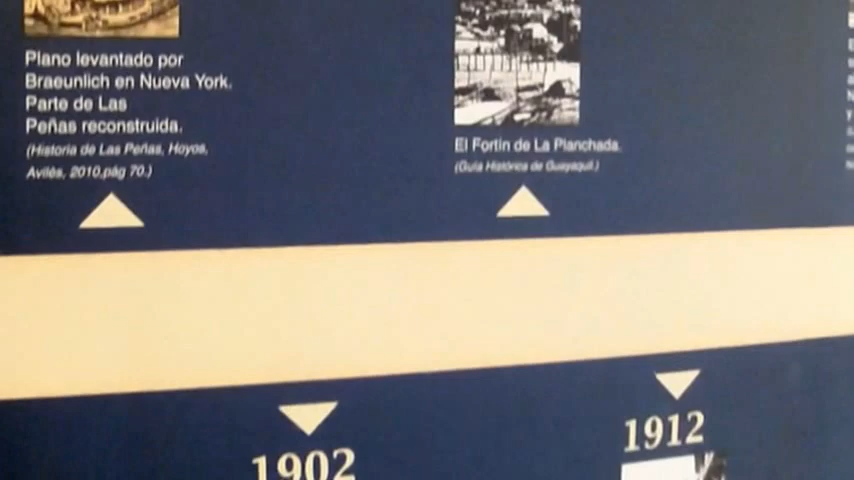 Plano levantado por
Braeunlich en Nueva York.
Parte de Las
Peñas reconstruida.
(Historia de Las Peñas, Hoyos,
Avilés, 2010,pág 70.)
El Fortín de La Planchada.
(Guía Histórica de Guayaquil.)
1902
1912